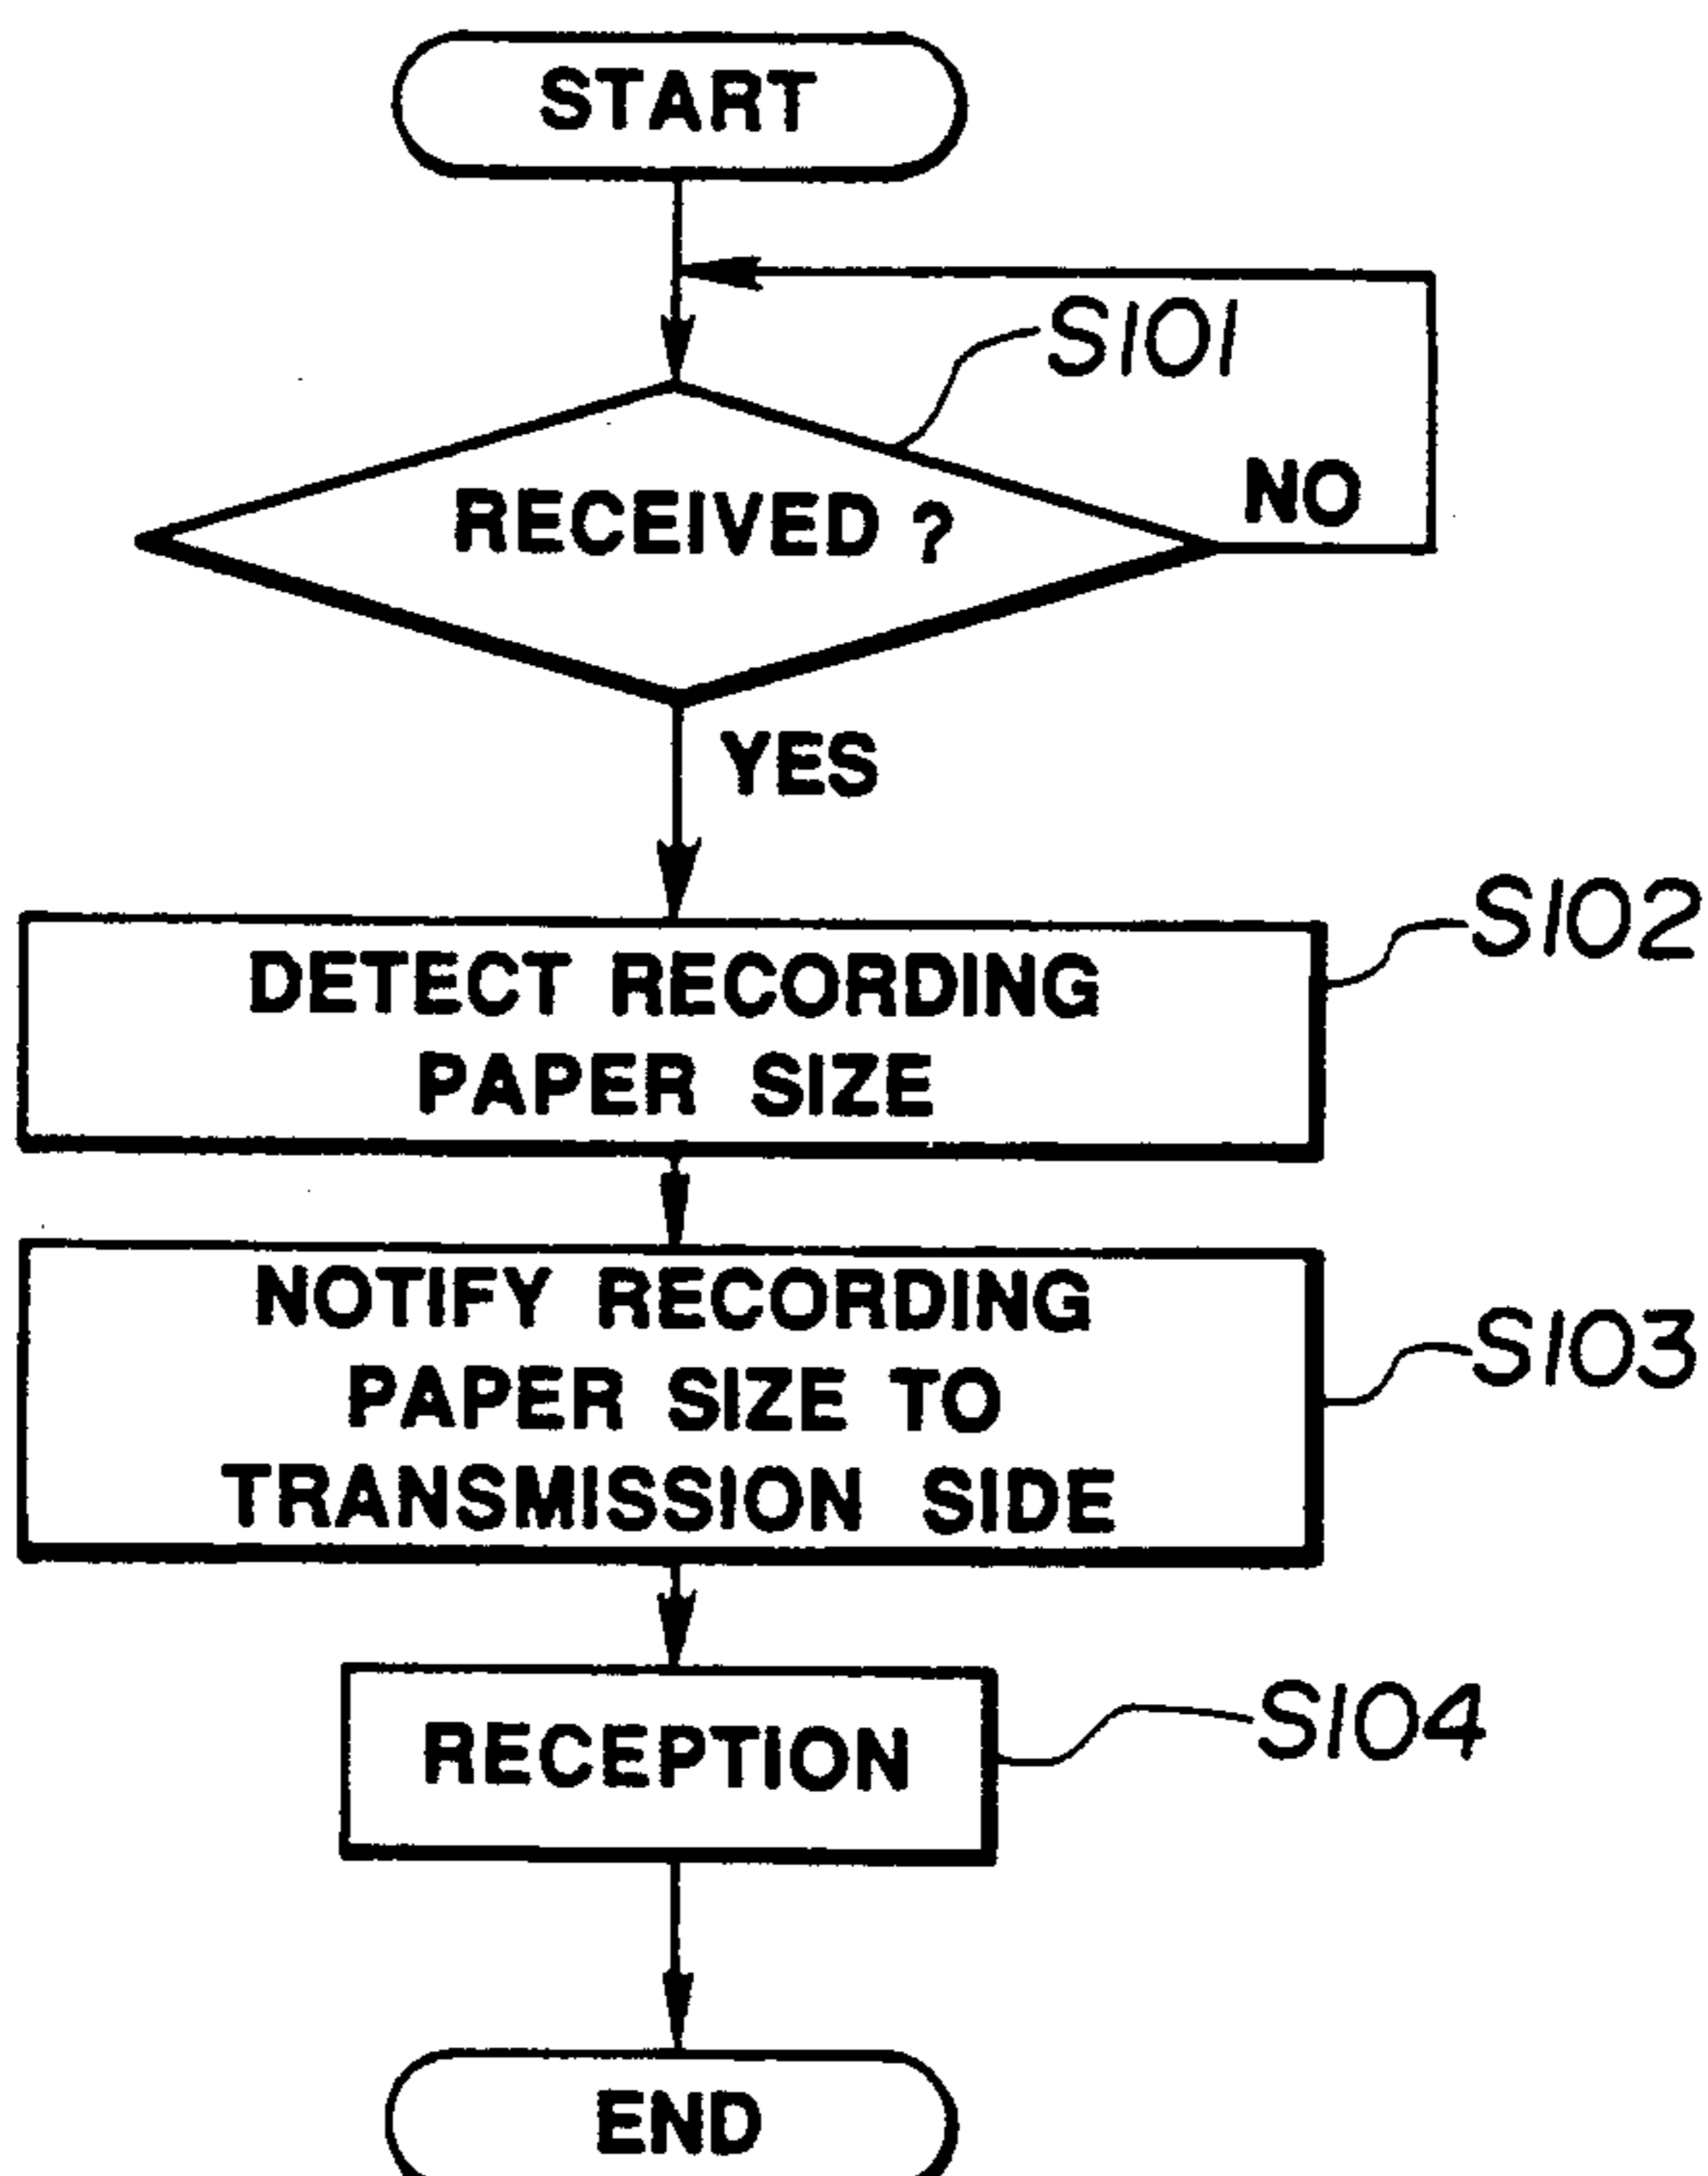 START
S101
RECEIVED ?
NO
YES
S102
DETECT RECORDING
PAPER SIZE
NOTIFY RECORDING
PAPER SIZE TO
TRANSMISSION SIDE
S103
RECEPTION
S104
END